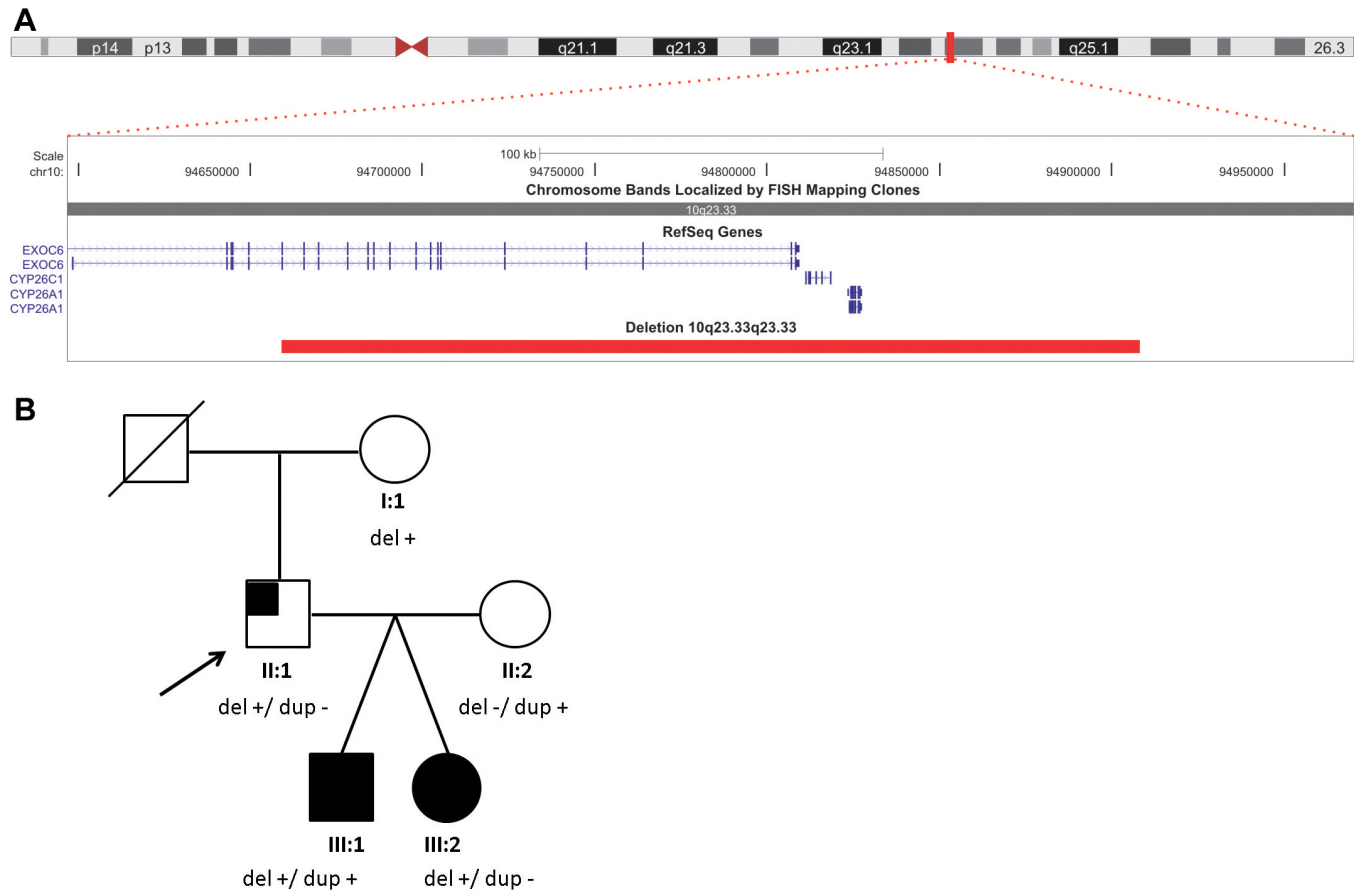 A
p14 p13 q21.1 q21.3 q23.1 q25.1 26.3
Scale 100 kb
chr10: 94650000 94700000 94750000 94800000 94850000 94900000 94950000
Chromosome Bands Localized by FISH Mapping Clones
10q23.33
RefSeq Genes
EXOC6
EXOC6
CYP26C1
CYP26A1
CYP26A1
Deletion 10q23.33q23.33
B
I:1
del +
II:1 II:2
del +/ dup - del -/ dup +
III:1 III:2
del +/ dup + del +/ dup -